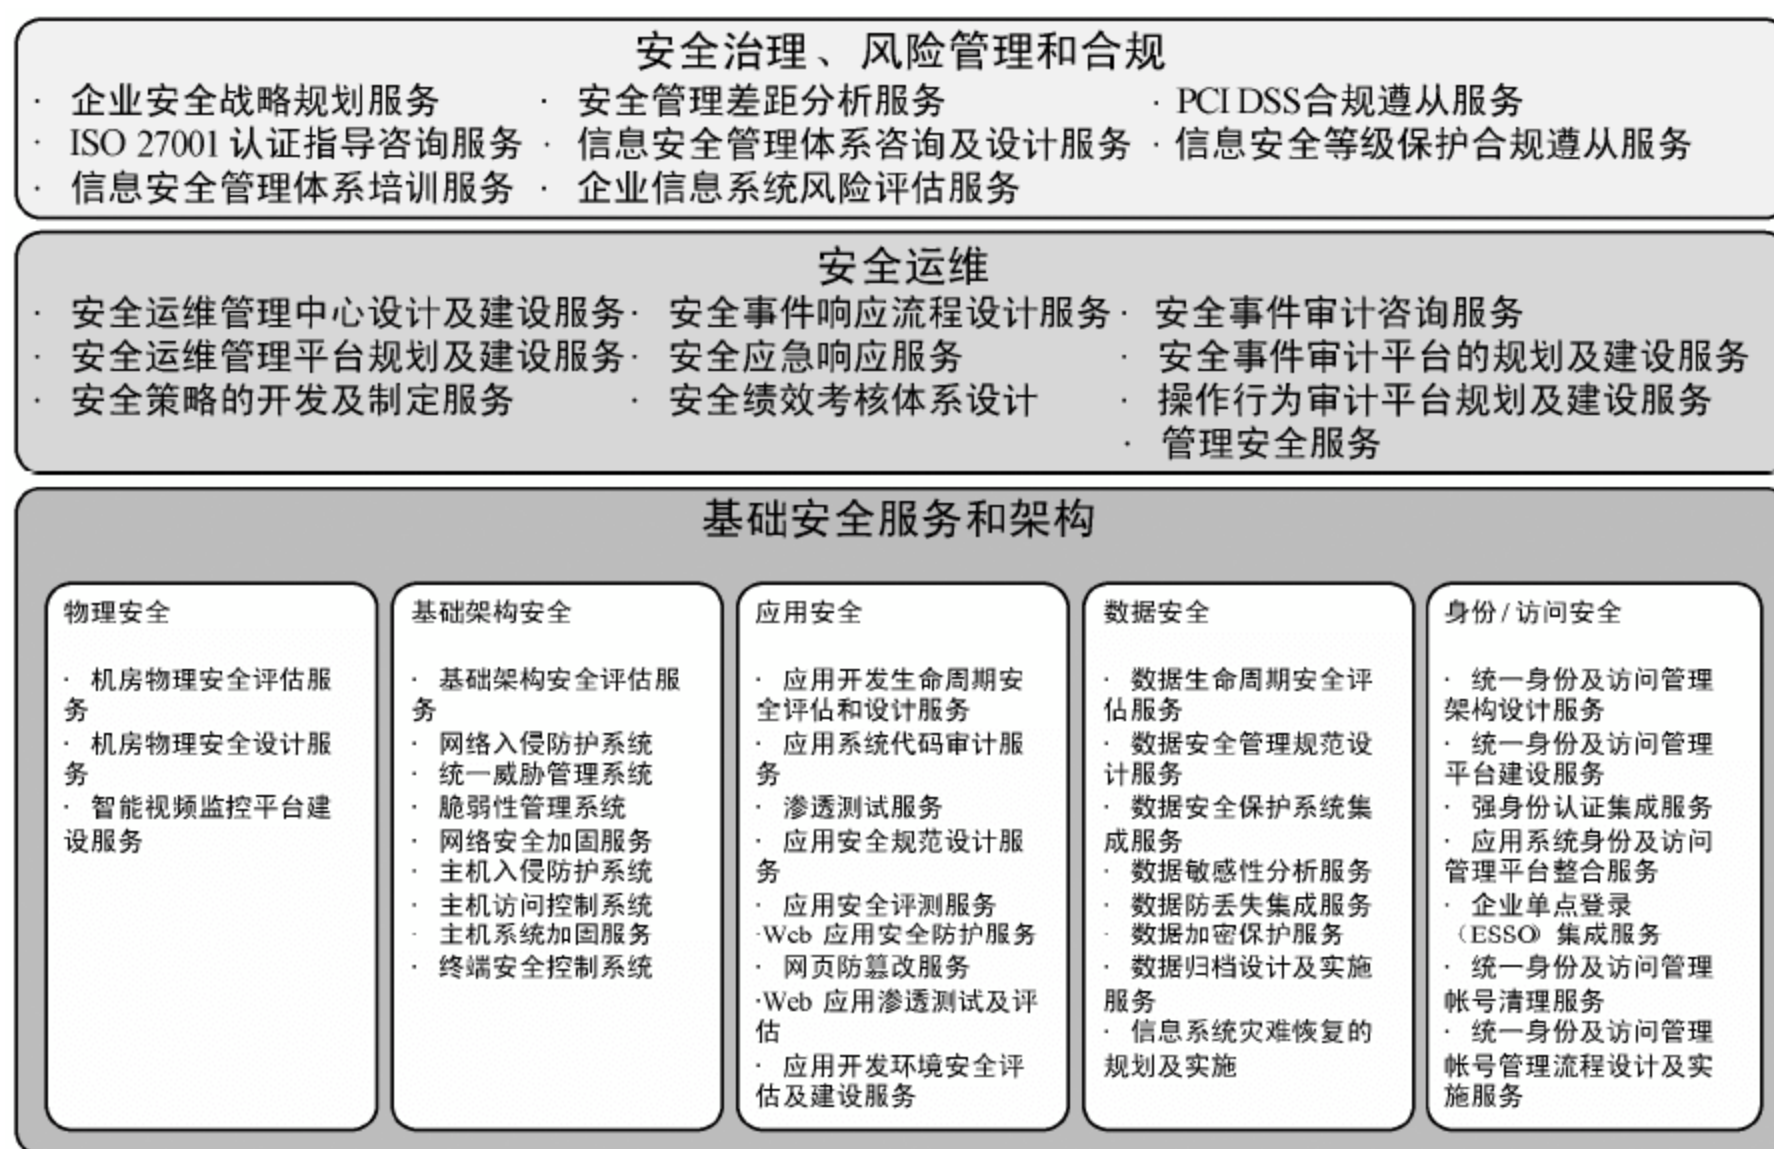 安全治理、风险管理和合规
· 企业安全战略规划服务 · 安全管理差距分析服务 · PCI DSS合规遵从服务
· ISO 27001 认证指导咨询服务 · 信息安全管理体系咨询及设计服务 · 信息安全等级保护合规遵从服务
· 信息安全管理体系培训服务 · 企业信息系统风险评估服务
安全运维
· 安全运维管理中心设计及建设服务 · 安全事件响应流程设计服务 · 安全事件审计咨询服务
· 安全运维管理平台规划及建设服务 · 安全应急响应服务 · 安全事件审计平台的规划及建设服务
· 安全策略的开发及制定服务 · 安全绩效考核体系设计 · 操作行为审计平台规划及建设服务
· 管理安全服务
基础安全服务和架构
物理安全
· 机房物理安全评估服
务
· 机房物理安全设计服
务
· 智能视频监控平台建
设服务
基础架构安全
· 基础架构安全评估服
务
· 网络入侵防护系统
· 统一威胁管理系统
· 脆弱性管理系统
· 网络安全加固服务
· 主机入侵防护系统
· 主机访问控制系统
· 主机系统加固服务
· 终端安全控制系统
应用安全
· 应用开发生命周期安
全评估和设计服务
· 应用系统代码审计服
务
· 渗透测试服务
· 应用安全规范设计服
务
· 应用安全评测服务
·Web 应用安全防护服务
· 网页防篡改服务
·Web 应用渗透测试及评
估
· 应用开发环境安全评
估及建设服务
数据安全
· 数据生命周期安全评
估服务
· 数据安全管理规范设
计服务
· 数据安全保护系统集
成服务
· 数据敏感性分析服务
· 数据防丢失集成服务
· 数据加密保护服务
· 数据归档设计及实施
服务
· 信息系统灾难恢复的
规划及实施
身份/访问安全
· 统一身份及访问管理
架构设计服务
· 统一身份及访问管理
平台建设服务
· 强身份认证集成服务
· 应用系统身份及访问
管理平台整合服务
· 企业单点登录
（ESSO）集成服务
· 统一身份及访问管理
帐号清理服务
· 统一身份及访问管理
帐号管理流程设计及实
施服务